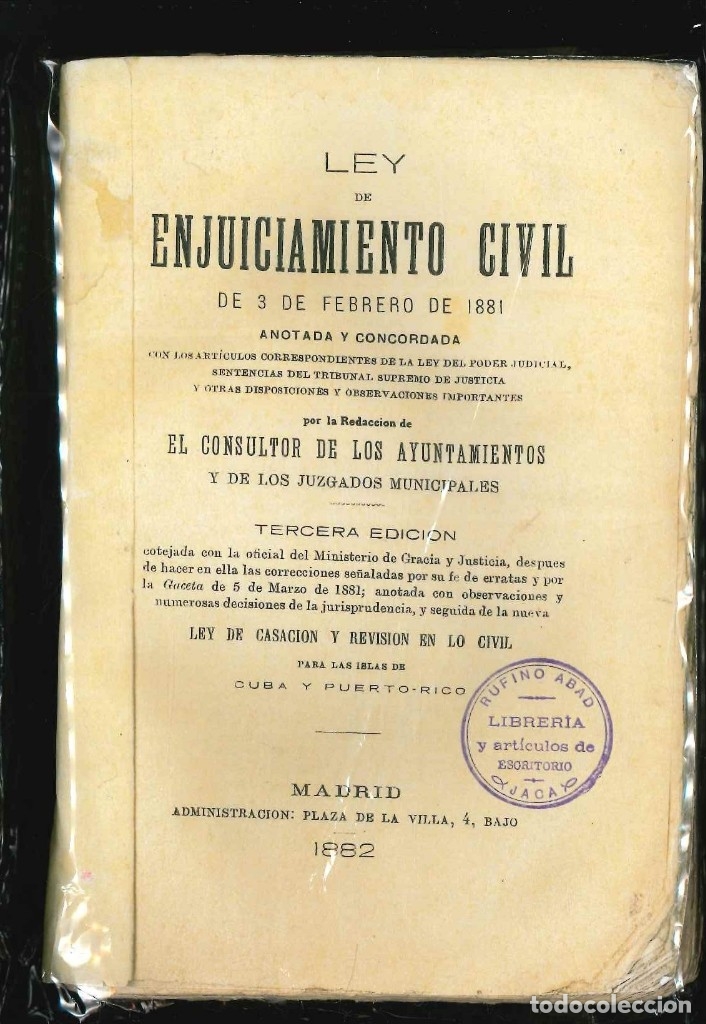 LEY
DE
ENJUICIAMIENTO CIVIL
DE 3 DE FEBRERO DE 1881
ANOTADA Y CONCORDADA
CON LOS ARTÍCULOS CORRESPONDIENTES DE LA LEY DEL PODER JUDICIAL,
SENTENCIAS DEL TRIBUNAL SUPREMO DE JUSTICIA
Y OTRAS DISPOSICIONES Y OBSERVACIONES IMPORTANTES
por la Redaccion de
EL CONSULTOR DE LOS AYUNTAMIENTOS
Y DE LOS JUZGADOS MUNICIPALES
TERCERA EDICION
cotejada con la oficial del Ministerio de Gracia y Justicia, despues
de hacer en ella las correcciones señaladas por su fe de erratas y por
la Gaceta de 5 de Marzo de 1881; anotada con observaciones y
numerosas decisiones de la jurisprudencia, y seguida de la nueva
LEY DE CASACION Y REVISION EN LO CIVIL
PARA LAS ISLAS DE
CUBA Y PUERTO-RICO
RUFINO ABAD
LIBRERÍA
y artículos de
ESCRITORIO
JACA
MADRID
ADMINISTRACION: PLAZA DE LA VILLA, 4, BAJO
1882
todocoleccion